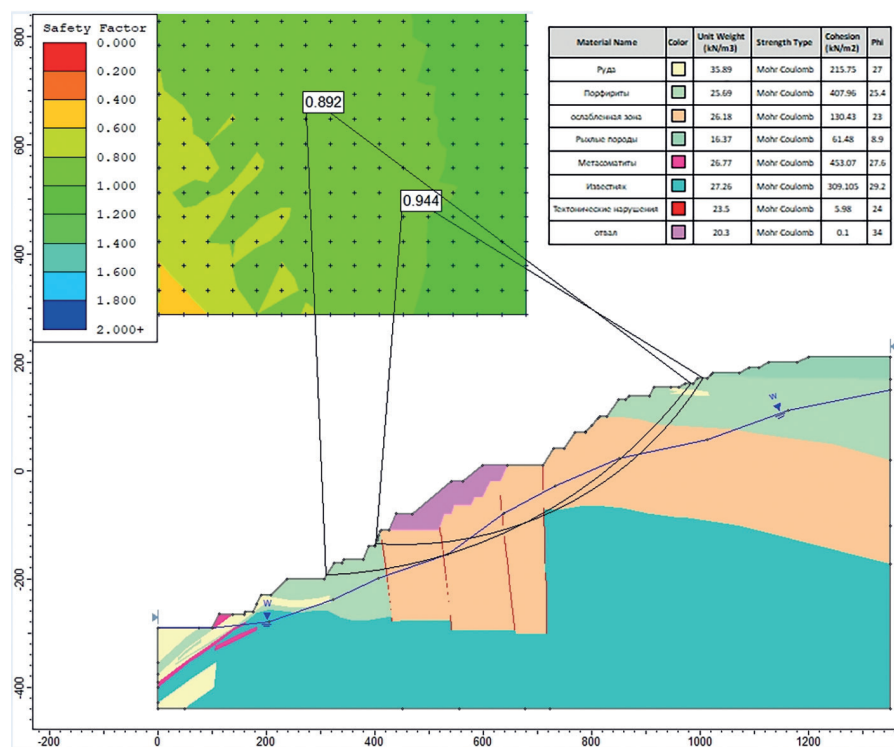 Safety Factor
0.000
0.200
0.400
0.600
0.800
1.000
1.200
1.400
1.600
1.800
2.000+
0.892
0.944
Material Name Color Unit Weight (kN/m3) Strength Type Cohesion (kN/m2) Phi
Руда 35.89 Mohr Coulomb 215.75 27
Порфириты 25.69 Mohr Coulomb 407.96 25.4
ослабленная зона 26.18 Mohr Coulomb 130.43 23
Рыхлые породы 16.37 Mohr Coulomb 61.48 8.9
Метасоматиты 26.77 Mohr Coulomb 453.07 27.6
Известняк 27.26 Mohr Coulomb 309.105 29.2
Тектонические нарушения 23.5 Mohr Coulomb 5.98 24
отвал 20.3 Mohr Coulomb 0.1 34
800
600
400
200
0
-200
-400
W
W
-200 0 200 400 600 800 1000 1200